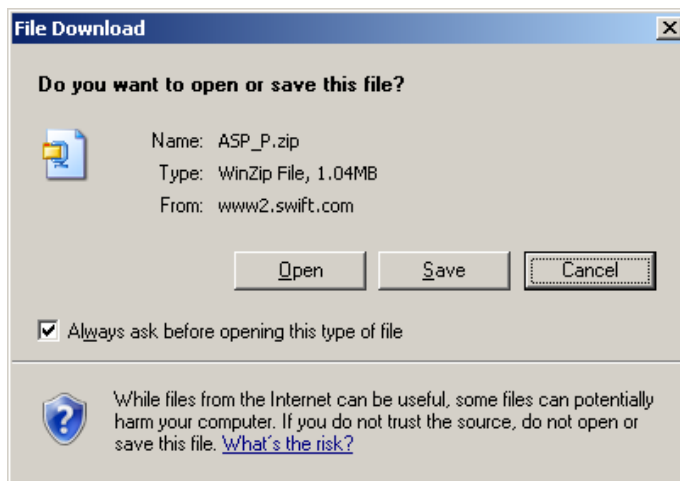 File Download
Do you want to open or save this file?
Name: ASP_P.zip
Type: WinZip File, 1.04MB
From: www2.swift.com
Open Save Cancel
Always ask before opening this type of file
While files from the Internet can be useful, some files can potentially
harm your computer. If you do not trust the source, do not open or
save this file. What's the risk?